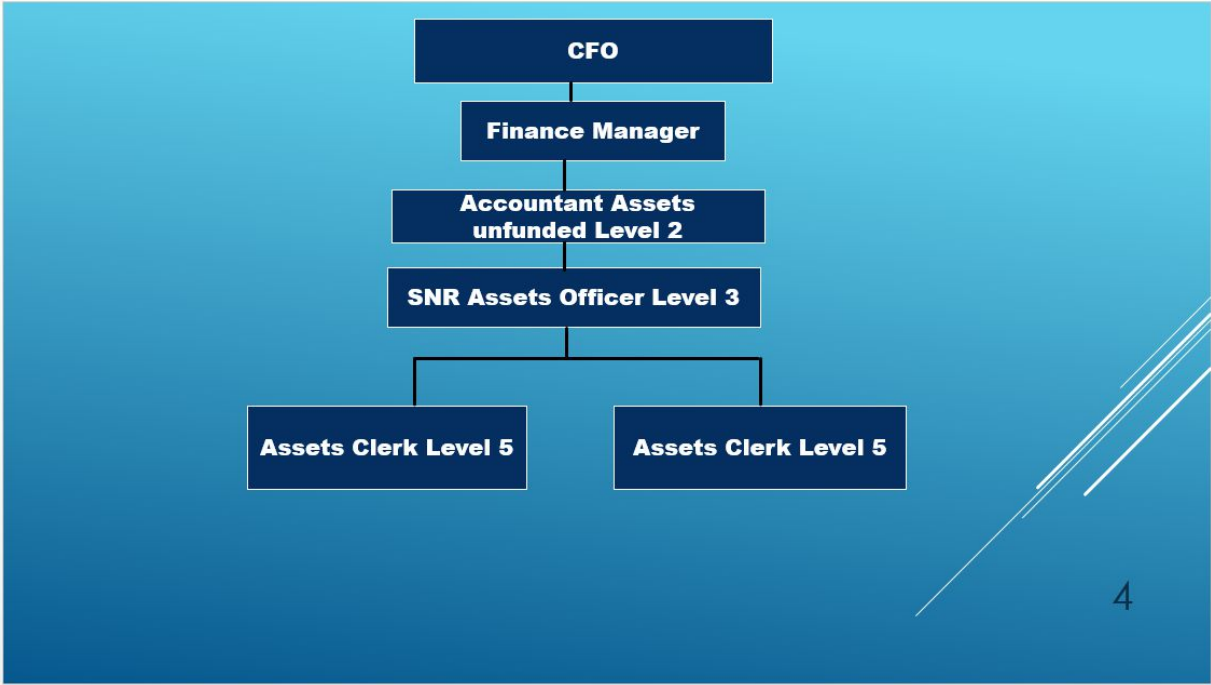 CFO
Finance Manager
Accountant Assets
unfunded Level 2
SNR Assets Officer Level 3
Assets Clerk Level 5
Assets Clerk Level 5
4